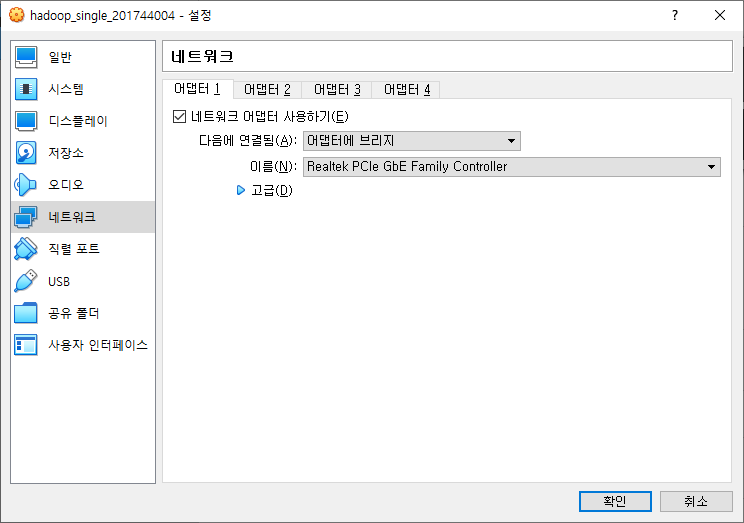 hadoop_single_201744004 - 설정
일반
시스템
디스플레이
저장소
오디오
네트워크
직렬 포트
USB
공유 폴더
사용자 인터페이스
네트워크
어댑터 1 어댑터 2 어댑터 3 어댑터 4
네트워크 어댑터 사용하기(E)
다음에 연결됨(A): 어댑터에 브리지
이름(N): Realtek PCIe GbE Family Controller
고급(D)
확인 취소